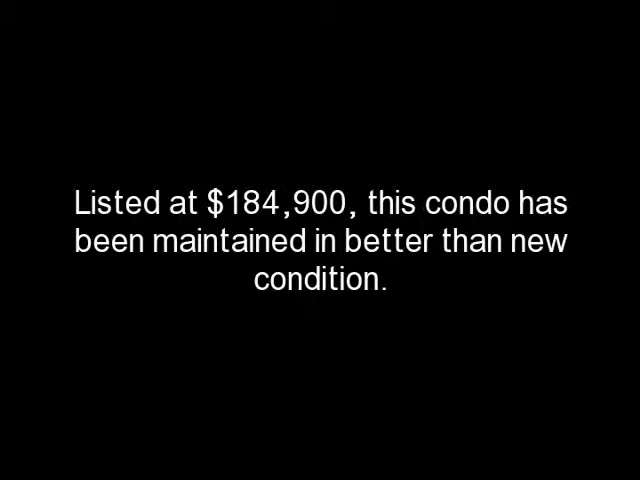 Listed at $184,900, this condo has
been maintained in better than new
condition.